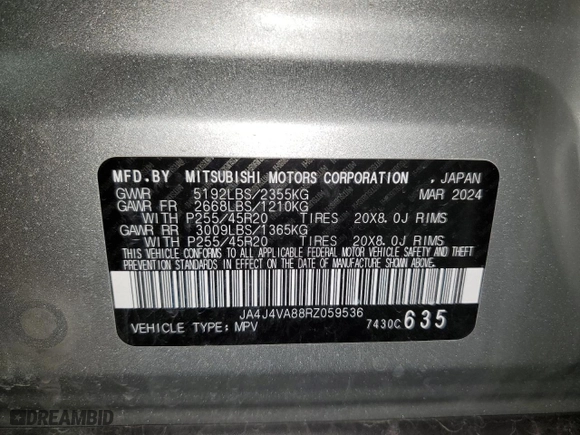 MFD. BY MITSUBISHI MOTORS CORPORATION , JAPAN
GVWR 5192LBS/2355KG MAR 2024
GAWR FR 2668LBS/1210KG
WITH P255/45R20 TIRES 20X8.0J RIMS
GAWR RR 3009LBS/1365KG
WITH P255/45R20 TIRES 20X8.0J RIMS
THIS VEHICLE CONFORMS TO ALL APPLICABLE FEDERAL MOTOR VEHICLE SAFETY AND THEFT
PREVENTION STANDARDS IN EFFECT ON THE DATE OF MANUFACTURE SHOWN ABOVE.
JA4J4VA88RZ059536
VEHICLE TYPE: MPV 7430C 635
DREAMBID